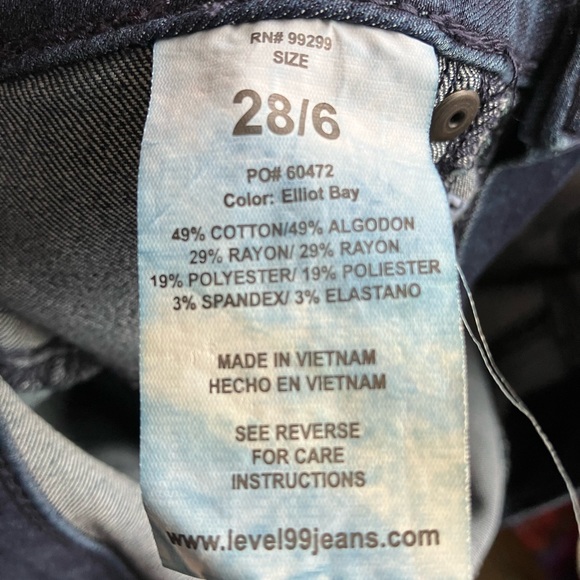 RN# 99299
SIZE
28/6
PO# 60472
Color: Elliot Bay
49% COTTON/49% ALGODON
29% RAYON/ 29% RAYON
19% POLYESTER/ 19% POLIESTER
3% SPANDEX/ 3% ELASTANO
MADE IN VIETNAM
HECHO EN VIETNAM
SEE REVERSE
FOR CARE
INSTRUCTIONS
www.level99jeans.com